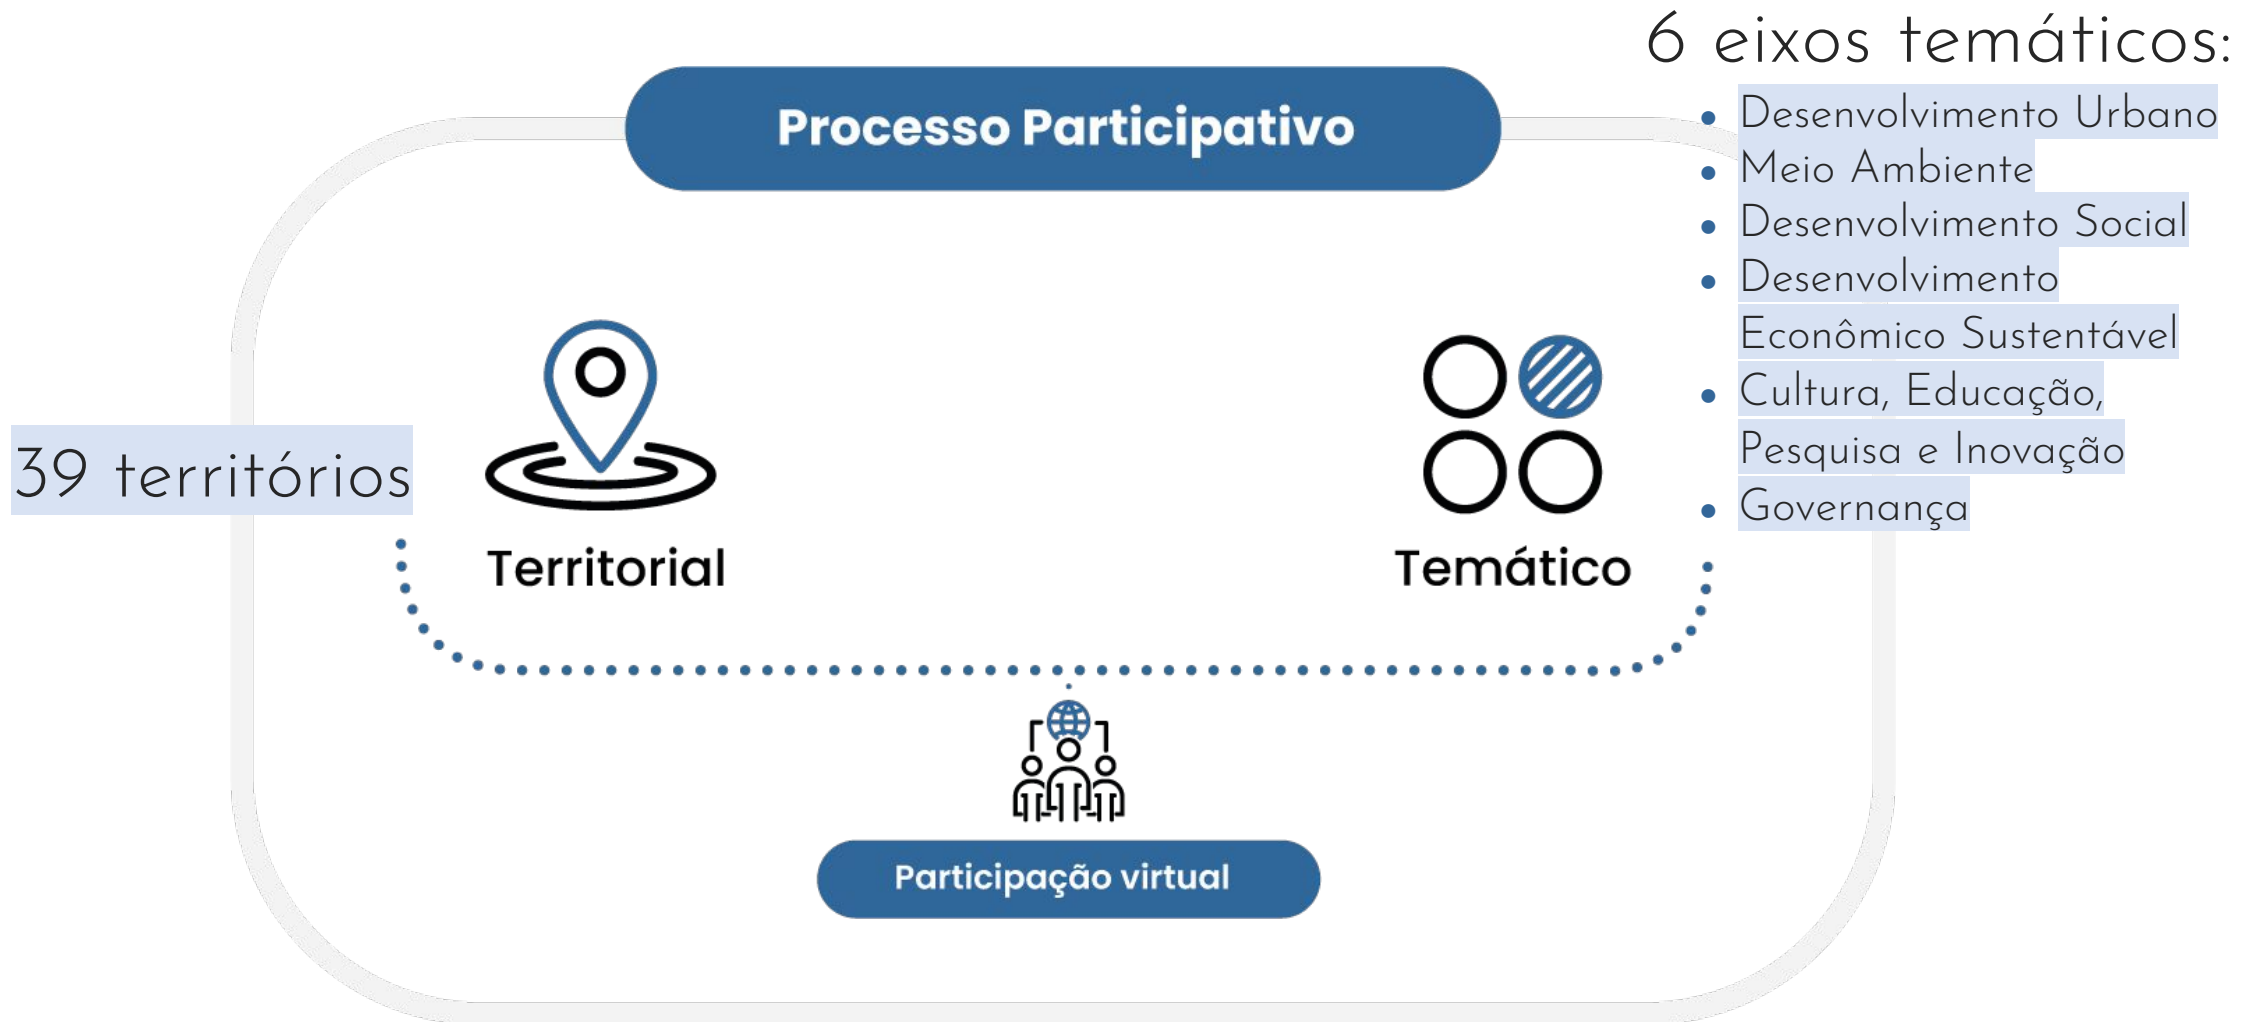 Processo Participativo
39 territórios
Territorial
Temático
6 eixos temáticos:
• Desenvolvimento Urbano
• Meio Ambiente
• Desenvolvimento Social
• Desenvolvimento
Econômico Sustentável
• Cultura, Educação,
Pesquisa e Inovação
• Governança
Participação virtual